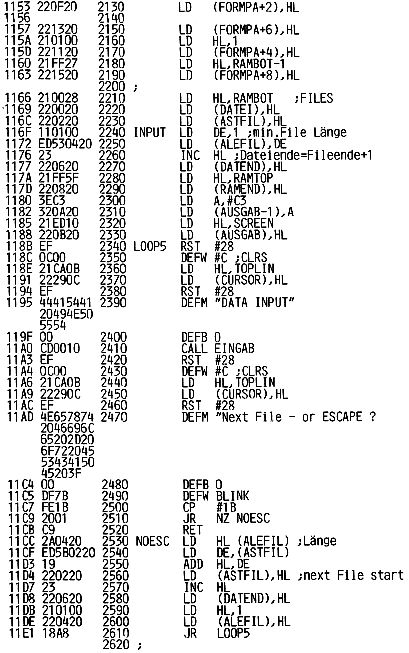 1153 220F20 2130 LD (FORMPA+2),HL
1156 2140
1157 221320 2150 LD (FORMPA+6),HL
115A 210100 2160 LD HL,1
115D 221120 2170 LD (FORMPA+4),HL
1160 21FF27 2180 LD HL,RAMBOT-1
1163 221520 2190 LD (FORMPA+8),HL
2200 ;
1166 210028 2210 LD HL,RAMBOT ;FILES
1169 220020 2220 LD (DATEI),HL
116C 220220 2230 LD (ASTFIL),HL
116F 110100 2240 INPUT LD DE,1 ;min.File Länge
1172 ED530420 2250 LD (ALEFIL),DE
1176 23 2260 INC HL ;Dateiende=Fileende+1
1177 220620 2270 LD (DATEND),HL
117A 21FF5F 2280 LD HL,RAMTOP
117D 220820 2290 LD (RAMEND),HL
1180 3EC3 2300 LD A,#C3
1182 320A20 2310 LD (AUSGAB-1),A
1185 21ED10 2320 LD HL,SCREEN
1188 220B20 2330 LD (AUSGAB),HL
118B EF 2340 LOOP5 RST #28
118C 0C00 2350 DEFW #C ;CLRS
118E 21CA0B 2360 LD HL,TOPLIN
1191 22290C 2370 LD (CURSOR),HL
1194 EF 2380 RST #28
1195 44415441 2390 DEFM "DATA INPUT"
20494E50
5554
119F 00 2400 DEFB 0
11A0 CD0010 2410 CALL EINGAB
11A3 EF 2420 RST #28
11A4 0C00 2430 DEFW #C ;CLRS
11A6 21CA0B 2440 LD HL,TOPLIN
11A9 22290C 2450 LD (CURSOR),HL
11AC EF 2460 RST #28
11AD 4E657874 2470 DEFM "Next File - or ESCAPE ?
2046696C
65202D20
6F722045
53434150
45203F
11C4 00 2480 DEFB 0
11C5 DF7B 2490 DEFW BLINK
11C7 FE1B 2500 CP #1B
11C9 2001 2510 JR NZ NOESC
11CB C9 2520 RET
11CC 2A0420 2530 NOESC LD HL (ALEFIL) ;Länge
11CF ED5B0220 2540 LD DE,(ASTFIL)
11D3 19 2550 ADD HL,DE
11D4 220220 2560 LD (ASTFIL),HL ;next File start
11D7 23 2570 INC HL
11D8 220620 2580 LD (DATEND),HL
11DB 210100 2590 LD HL,1
11DE 220420 2600 LD (ALEFIL),HL
11E1 18A8 2610 JR LOOP5
2620 ;